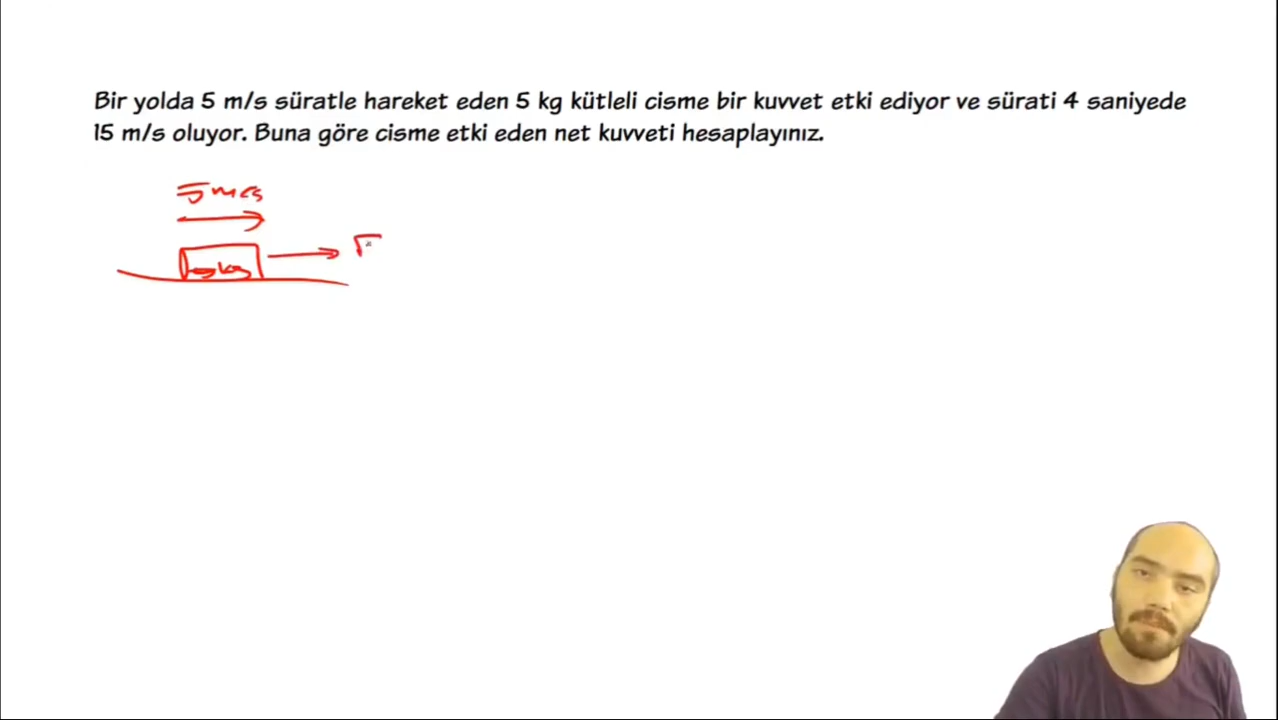 Bir yolda 5 m/s süratle hareket eden 5 kg kütleli cisme bir kuvvet etki ediyor ve sürati 4 saniyede
15 m/s oluyor. Buna göre cisme etki eden net kuvveti hesaplayınız.
5 m/s
5 kg